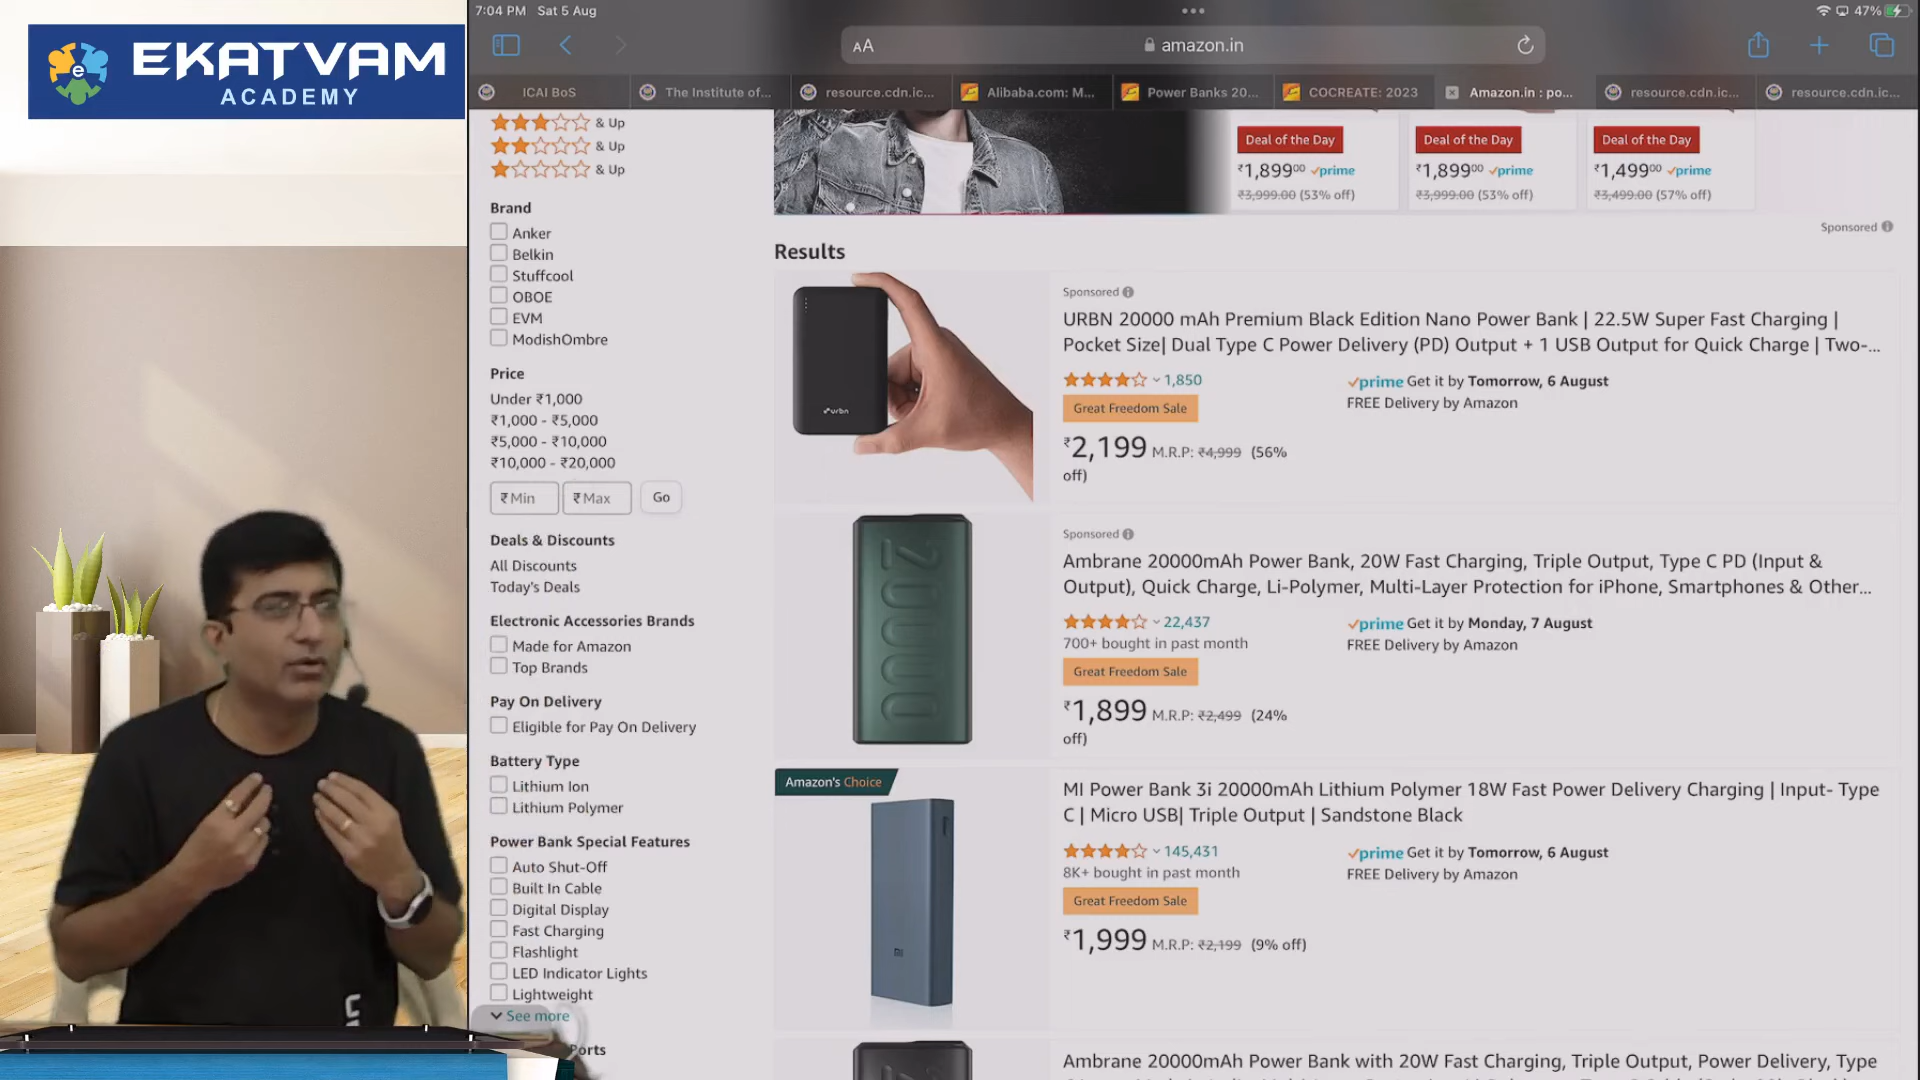 EKATVAM
ACADEMY
7:04 PM Sat 5 Aug
47%
AA
amazon.in
ICAI BoS
The Institute of...
resource.cdn.ic...
Alibaba.com: M...
Power Banks 20...
COCREATE: 2023
Amazon.in : po...
resource.cdn.ic...
resource.cdn.ic...
& Up
& Up
& Up
Brand
Anker
Belkin
Stuffcool
OBOE
EVM
ModishOmbre
Price
Under ₹1,000
₹1,000 - ₹5,000
₹5,000 - ₹10,000
₹10,000 - ₹20,000
₹ Min ₹ Max Go
Deals & Discounts
All Discounts
Today's Deals
Electronic Accessories Brands
Made for Amazon
Top Brands
Pay On Delivery
Eligible for Pay On Delivery
Battery Type
Lithium Ion
Lithium Polymer
Power Bank Special Features
Auto Shut-Off
Built In Cable
Digital Display
Fast Charging
Flashlight
LED Indicator Lights
Lightweight
See more
Ports
Deal of the Day
₹1,899⁰⁰ prime
₹3,999.00 (53% off)
Deal of the Day
₹1,899⁰⁰ prime
₹3,999.00 (53% off)
Deal of the Day
₹1,499⁰⁰ prime
₹3,499.00 (57% off)
Sponsored
Results
urbn
Sponsored
URBN 20000 mAh Premium Black Edition Nano Power Bank | 22.5W Super Fast Charging |
Pocket Size| Dual Type C Power Delivery (PD) Output + 1 USB Output for Quick Charge | Two-...
1,850
Great Freedom Sale
₹2,199 M.R.P: ₹4,999 (56%
off)
prime Get it by Tomorrow, 6 August
FREE Delivery by Amazon
20000
Sponsored
Ambrane 20000mAh Power Bank, 20W Fast Charging, Triple Output, Type C PD (Input &
Output), Quick Charge, Li-Polymer, Multi-Layer Protection for iPhone, Smartphones & Other...
22,437
700+ bought in past month
Great Freedom Sale
₹1,899 M.R.P: ₹2,499 (24%
off)
prime Get it by Monday, 7 August
FREE Delivery by Amazon
Amazon's Choice
MI
MI Power Bank 3i 20000mAh Lithium Polymer 18W Fast Power Delivery Charging | Input- Type
C | Micro USB| Triple Output | Sandstone Black
145,431
8K+ bought in past month
Great Freedom Sale
₹1,999 M.R.P: ₹2,199 (9% off)
prime Get it by Tomorrow, 6 August
FREE Delivery by Amazon
Ambrane 20000mAh Power Bank with 20W Fast Charging, Triple Output, Power Delivery, Type